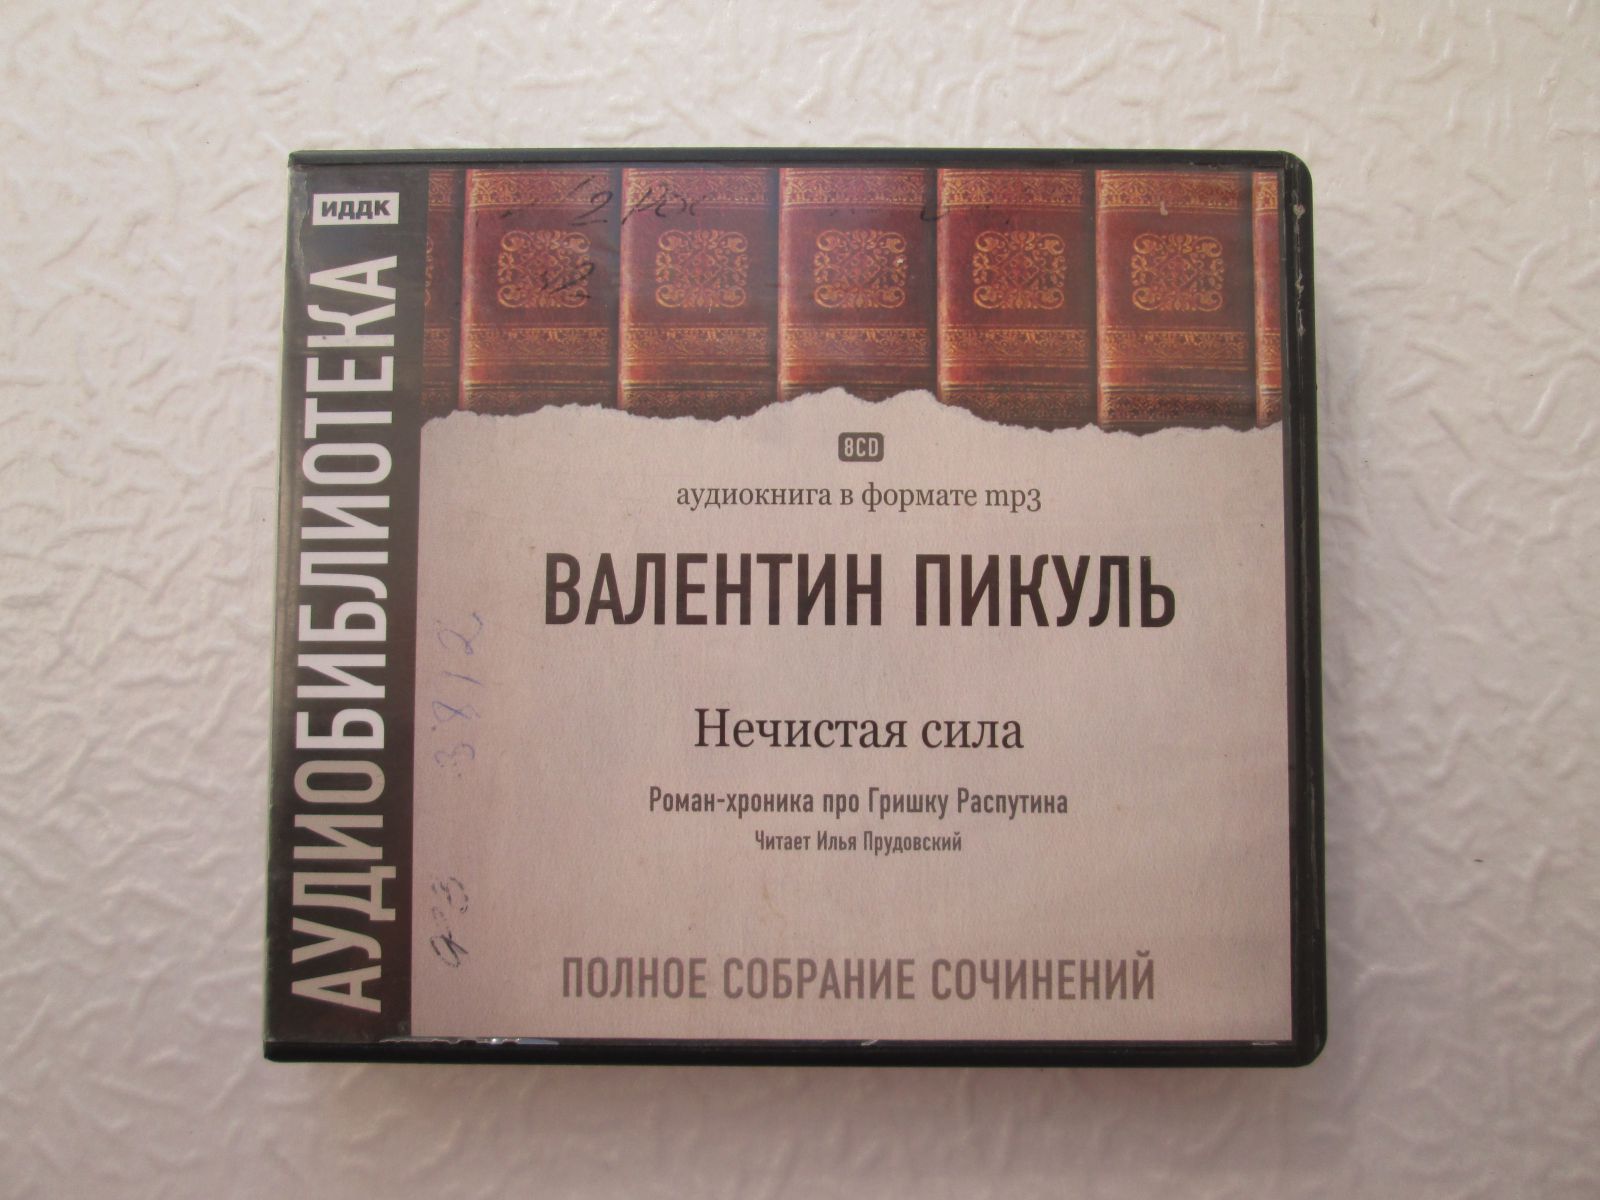 ИДДК
АУДИОБИБЛИОТЕКА
8CD
аудиокнига в формате mp3
ВАЛЕНТИН ПИКУЛЬ
Нечистая сила
Роман-хроника про Гришку Распутина
Читает Илья Прудовский
ПОЛНОЕ СОБРАНИЕ СОЧИНЕНИЙ
3812